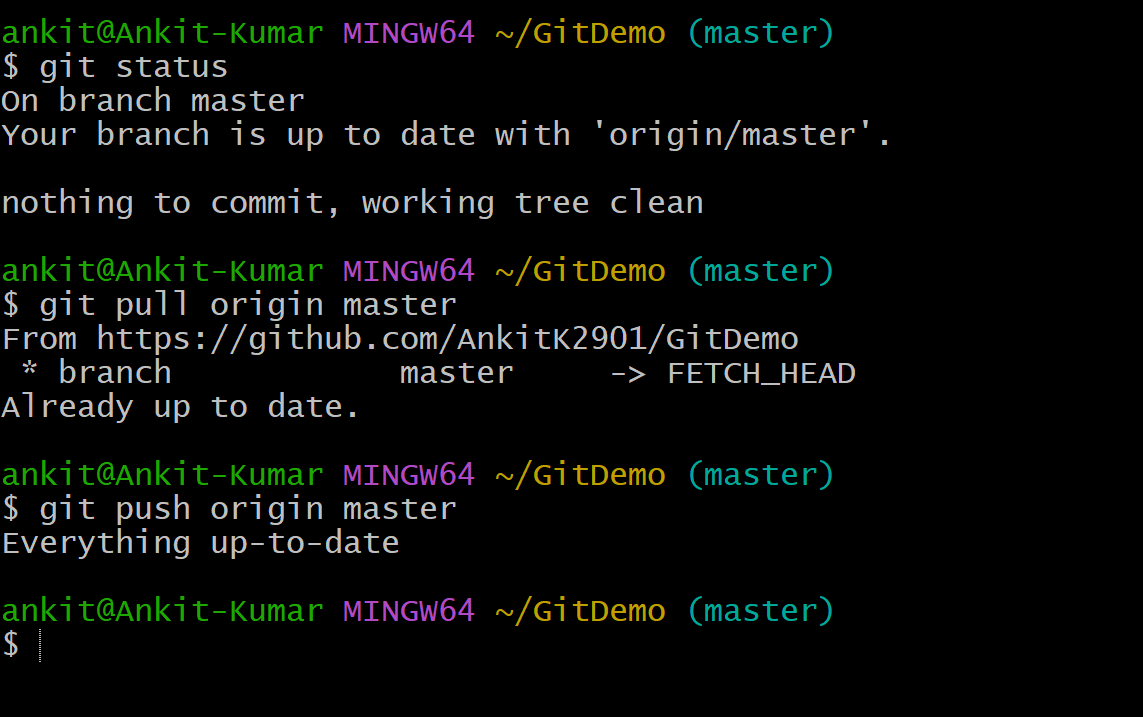 ankit@Ankit-Kumar MINGW64 ~/GitDemo (master)
$ git status
On branch master
Your branch is up to date with 'origin/master'.
nothing to commit, working tree clean
ankit@Ankit-Kumar MINGW64 ~/GitDemo (master)
$ git pull origin master
From https://github.com/AnkitK2901/GitDemo
 * branch            master     -> FETCH_HEAD
Already up to date.
ankit@Ankit-Kumar MINGW64 ~/GitDemo (master)
$ git push origin master
Everything up-to-date
ankit@Ankit-Kumar MINGW64 ~/GitDemo (master)
$